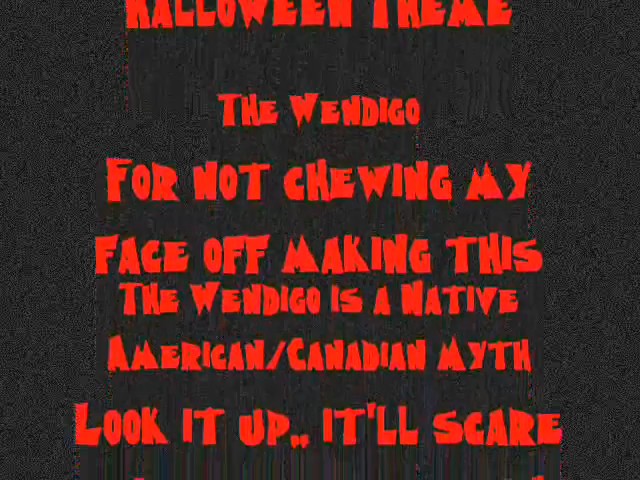 Halloween Theme
The Wendigo
For not chewing my
face off making this
The Wendigo is a Native
American/Canadian Myth
Look it up.. it'll scare